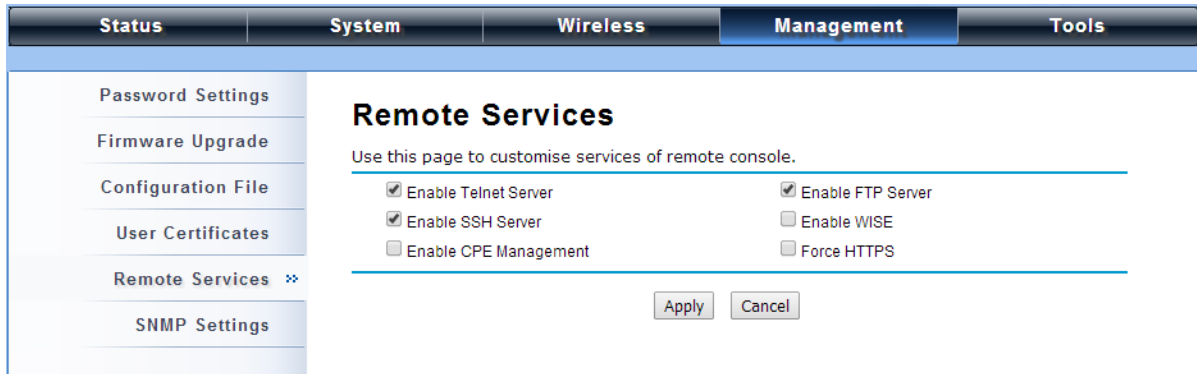 Status System Wireless Management Tools
Password Settings
Firmware Upgrade
Configuration File
User Certificates
Remote Services »
SNMP Settings
Remote Services
Use this page to customise services of remote console.
Enable Telnet Server Enable FTP Server
Enable SSH Server Enable WISE
Enable CPE Management Force HTTPS
Apply Cancel